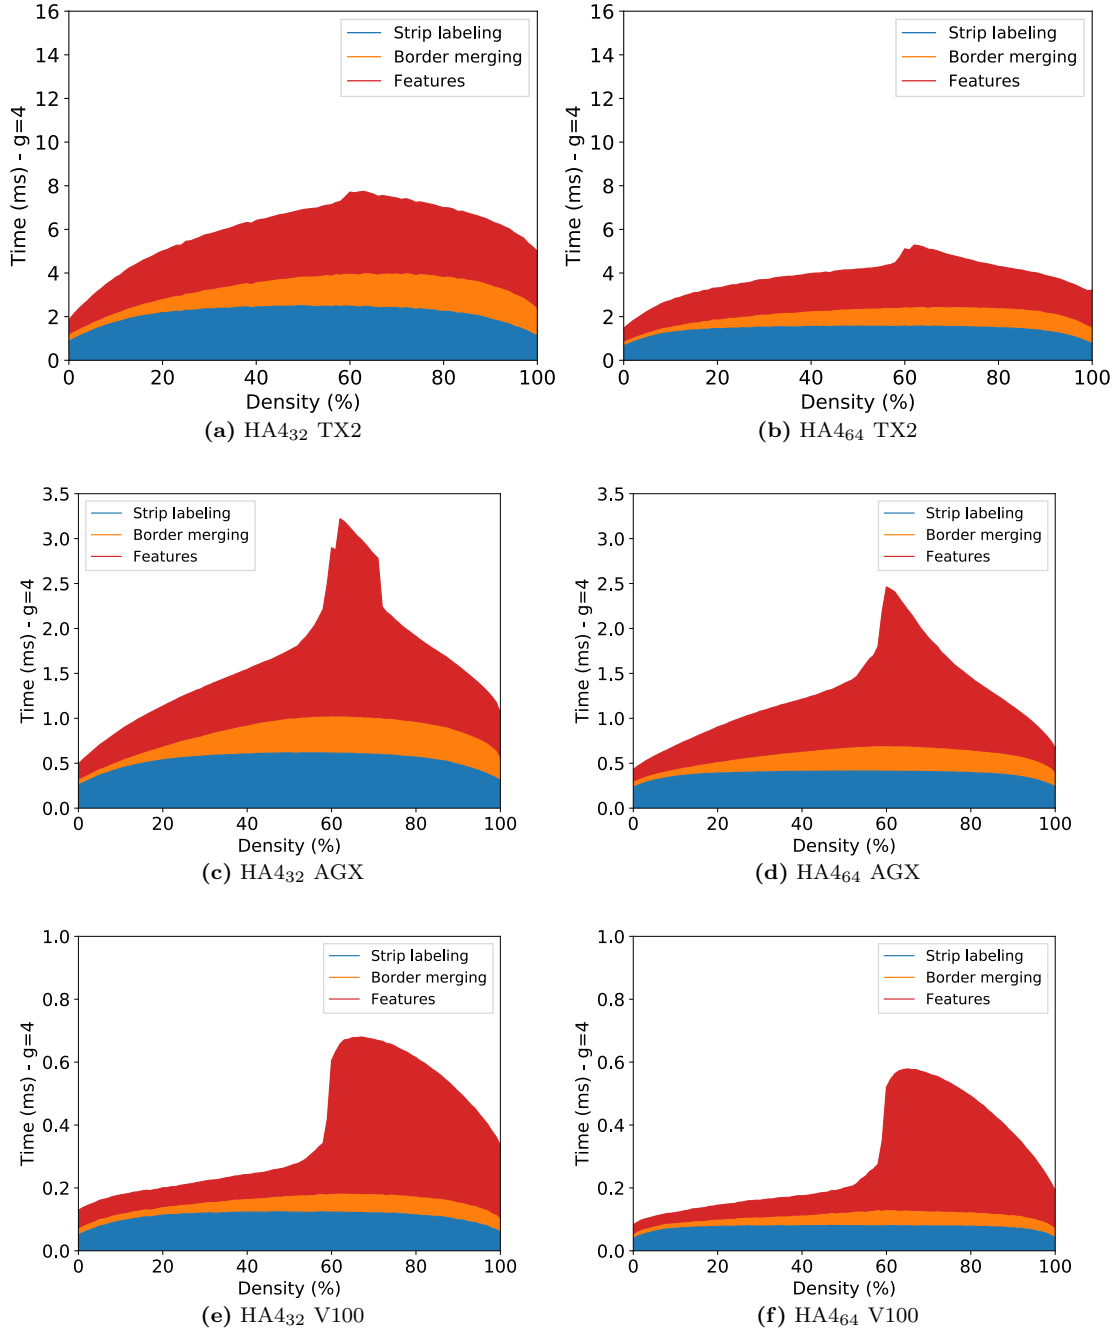 16
14
12
10
8
6
4
2
0
Time (ms) - g=4
Strip labeling
Border merging
Features
0 20 40 60 80 100
Density (%)
(a) HA4₃₂ TX2
16
14
12
10
8
6
4
2
0
Time (ms) - g=4
Strip labeling
Border merging
Features
0 20 40 60 80 100
Density (%)
(b) HA4₆₄ TX2
3.5
3.0
2.5
2.0
1.5
1.0
0.5
0.0
Time (ms) - g=4
Strip labeling
Border merging
Features
0 20 40 60 80 100
Density (%)
(c) HA4₃₂ AGX
3.5
3.0
2.5
2.0
1.5
1.0
0.5
0.0
Time (ms) - g=4
Strip labeling
Border merging
Features
0 20 40 60 80 100
Density (%)
(d) HA4₆₄ AGX
1.0
0.8
0.6
0.4
0.2
0.0
Time (ms) - g=4
Strip labeling
Border merging
Features
0 20 40 60 80 100
Density (%)
(e) HA4₃₂ V100
1.0
0.8
0.6
0.4
0.2
0.0
Time (ms) - g=4
Strip labeling
Border merging
Features
0 20 40 60 80 100
Density (%)
(f) HA4₆₄ V100